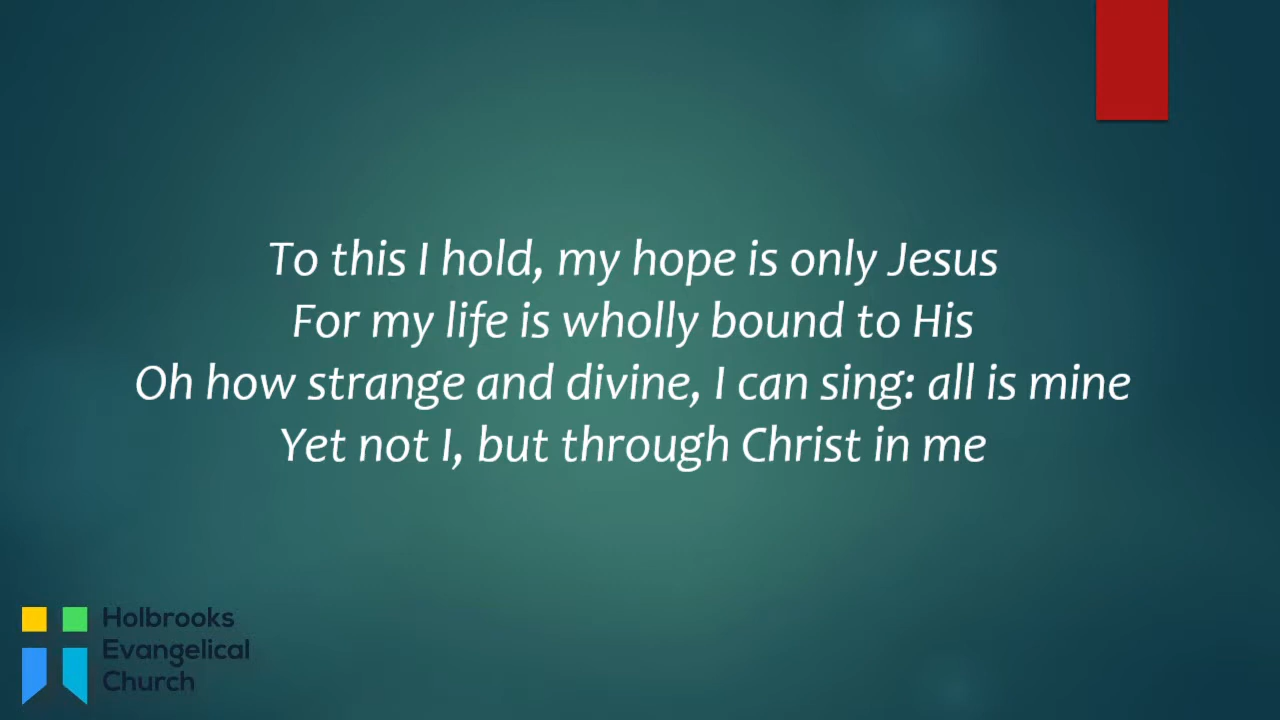 To this I hold, my hope is only Jesus
For my life is wholly bound to His
Oh how strange and divine, I can sing: all is mine
Yet not I, but through Christ in me
Holbrooks
Evangelical
Church